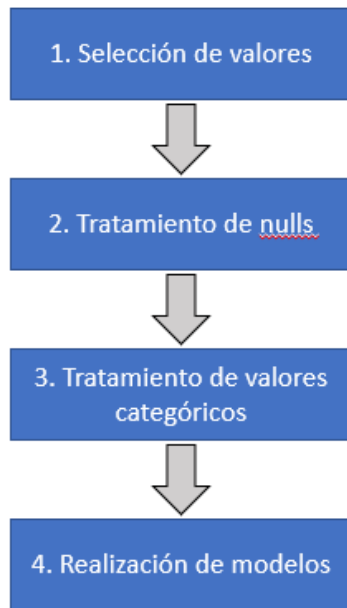 1. Selección de valores
2. Tratamiento de nulls
3. Tratamiento de valores
categóricos
4. Realización de modelos